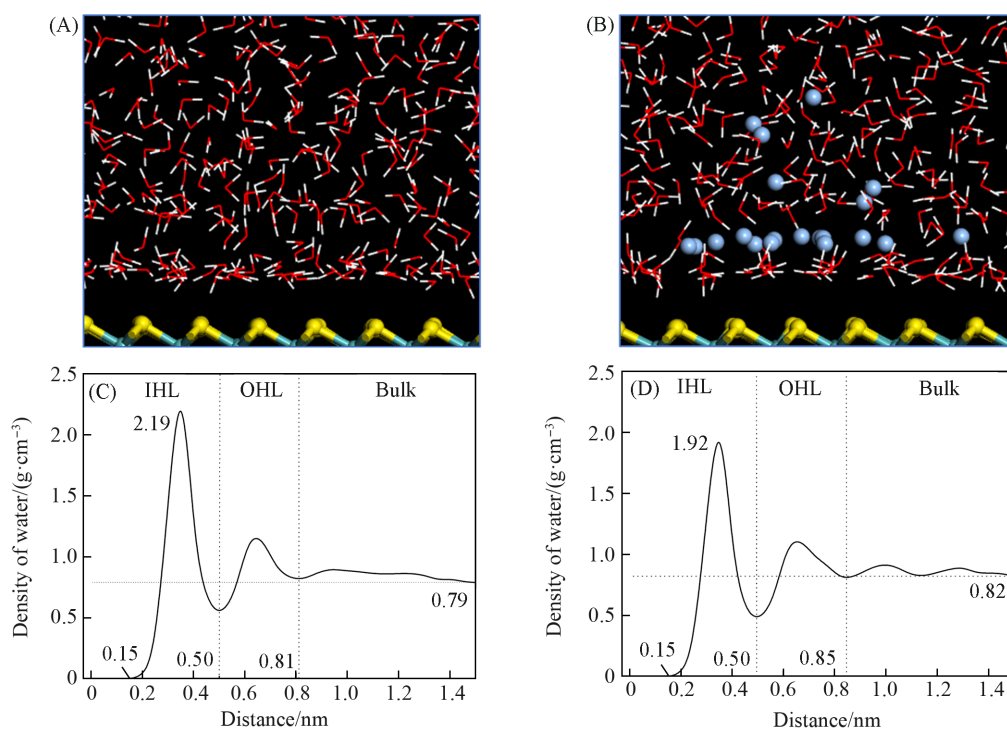 (A)
(B)
2.5
2.0
1.5
1.0
0.5
0
Density of water/(g·cm⁻³)
(C)
IHL
OHL
Bulk
2.19
0.79
0.15
0.50
0.81
0
0.2
0.4
0.6
0.8
1.0
1.2
1.4
Distance/nm
2.5
2.0
1.5
1.0
0.5
0
Density of water/(g·cm⁻³)
(D)
IHL
OHL
Bulk
1.92
0.82
0.15
0.50
0.85
0
0.2
0.4
0.6
0.8
1.0
1.2
1.4
Distance/nm